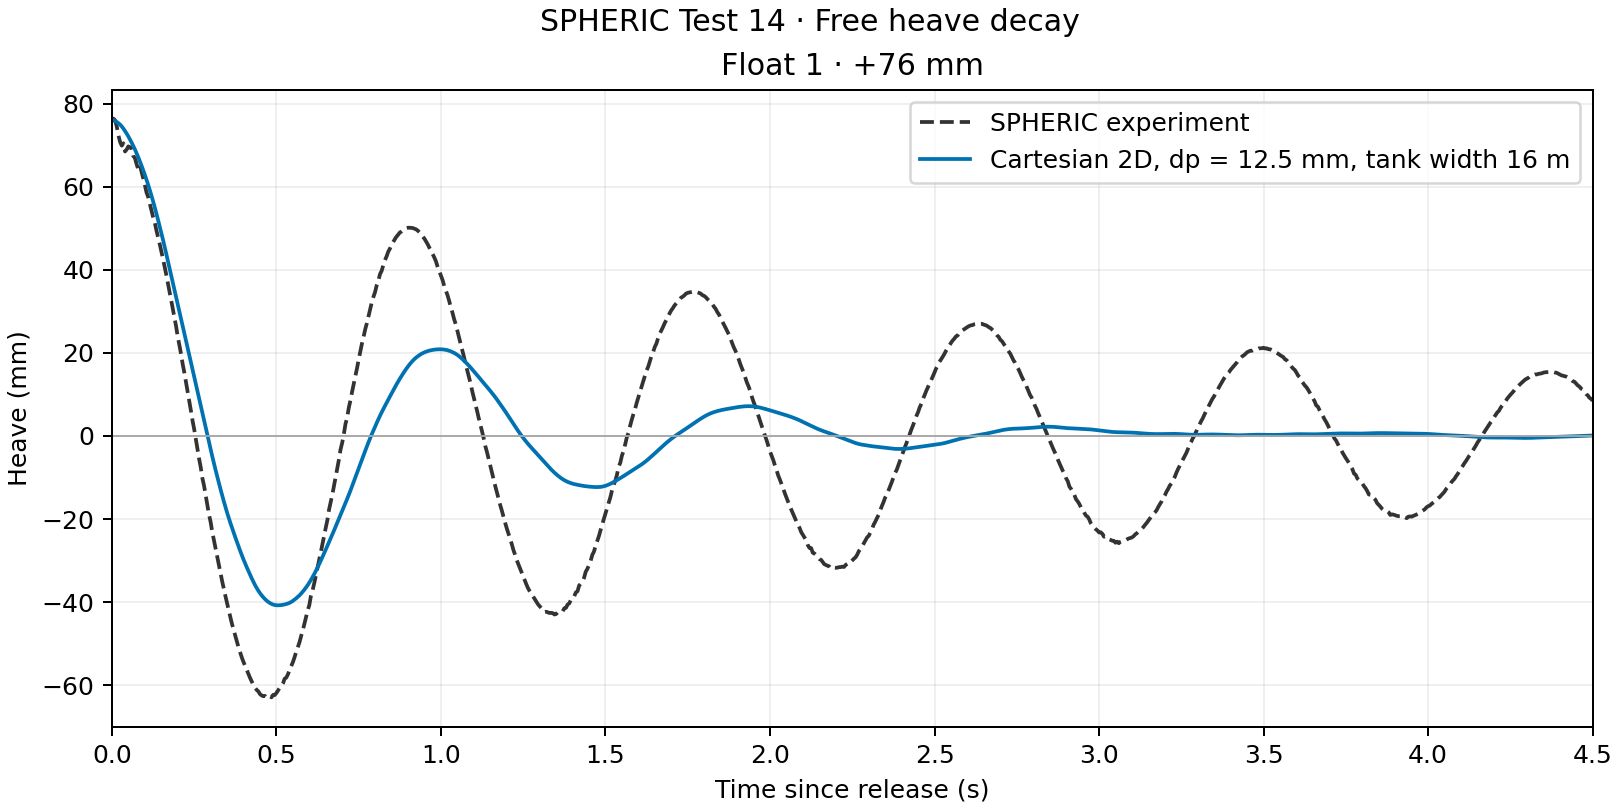 SPHERIC Test 14 · Free heave decay
Float 1 · +76 mm
SPHERIC experiment
Cartesian 2D, dp = 12.5 mm, tank width 16 m
Heave (mm)
80
60
40
20
0
−20
−40
−60
0.0 0.5 1.0 1.5 2.0 2.5 3.0 3.5 4.0 4.5
Time since release (s)